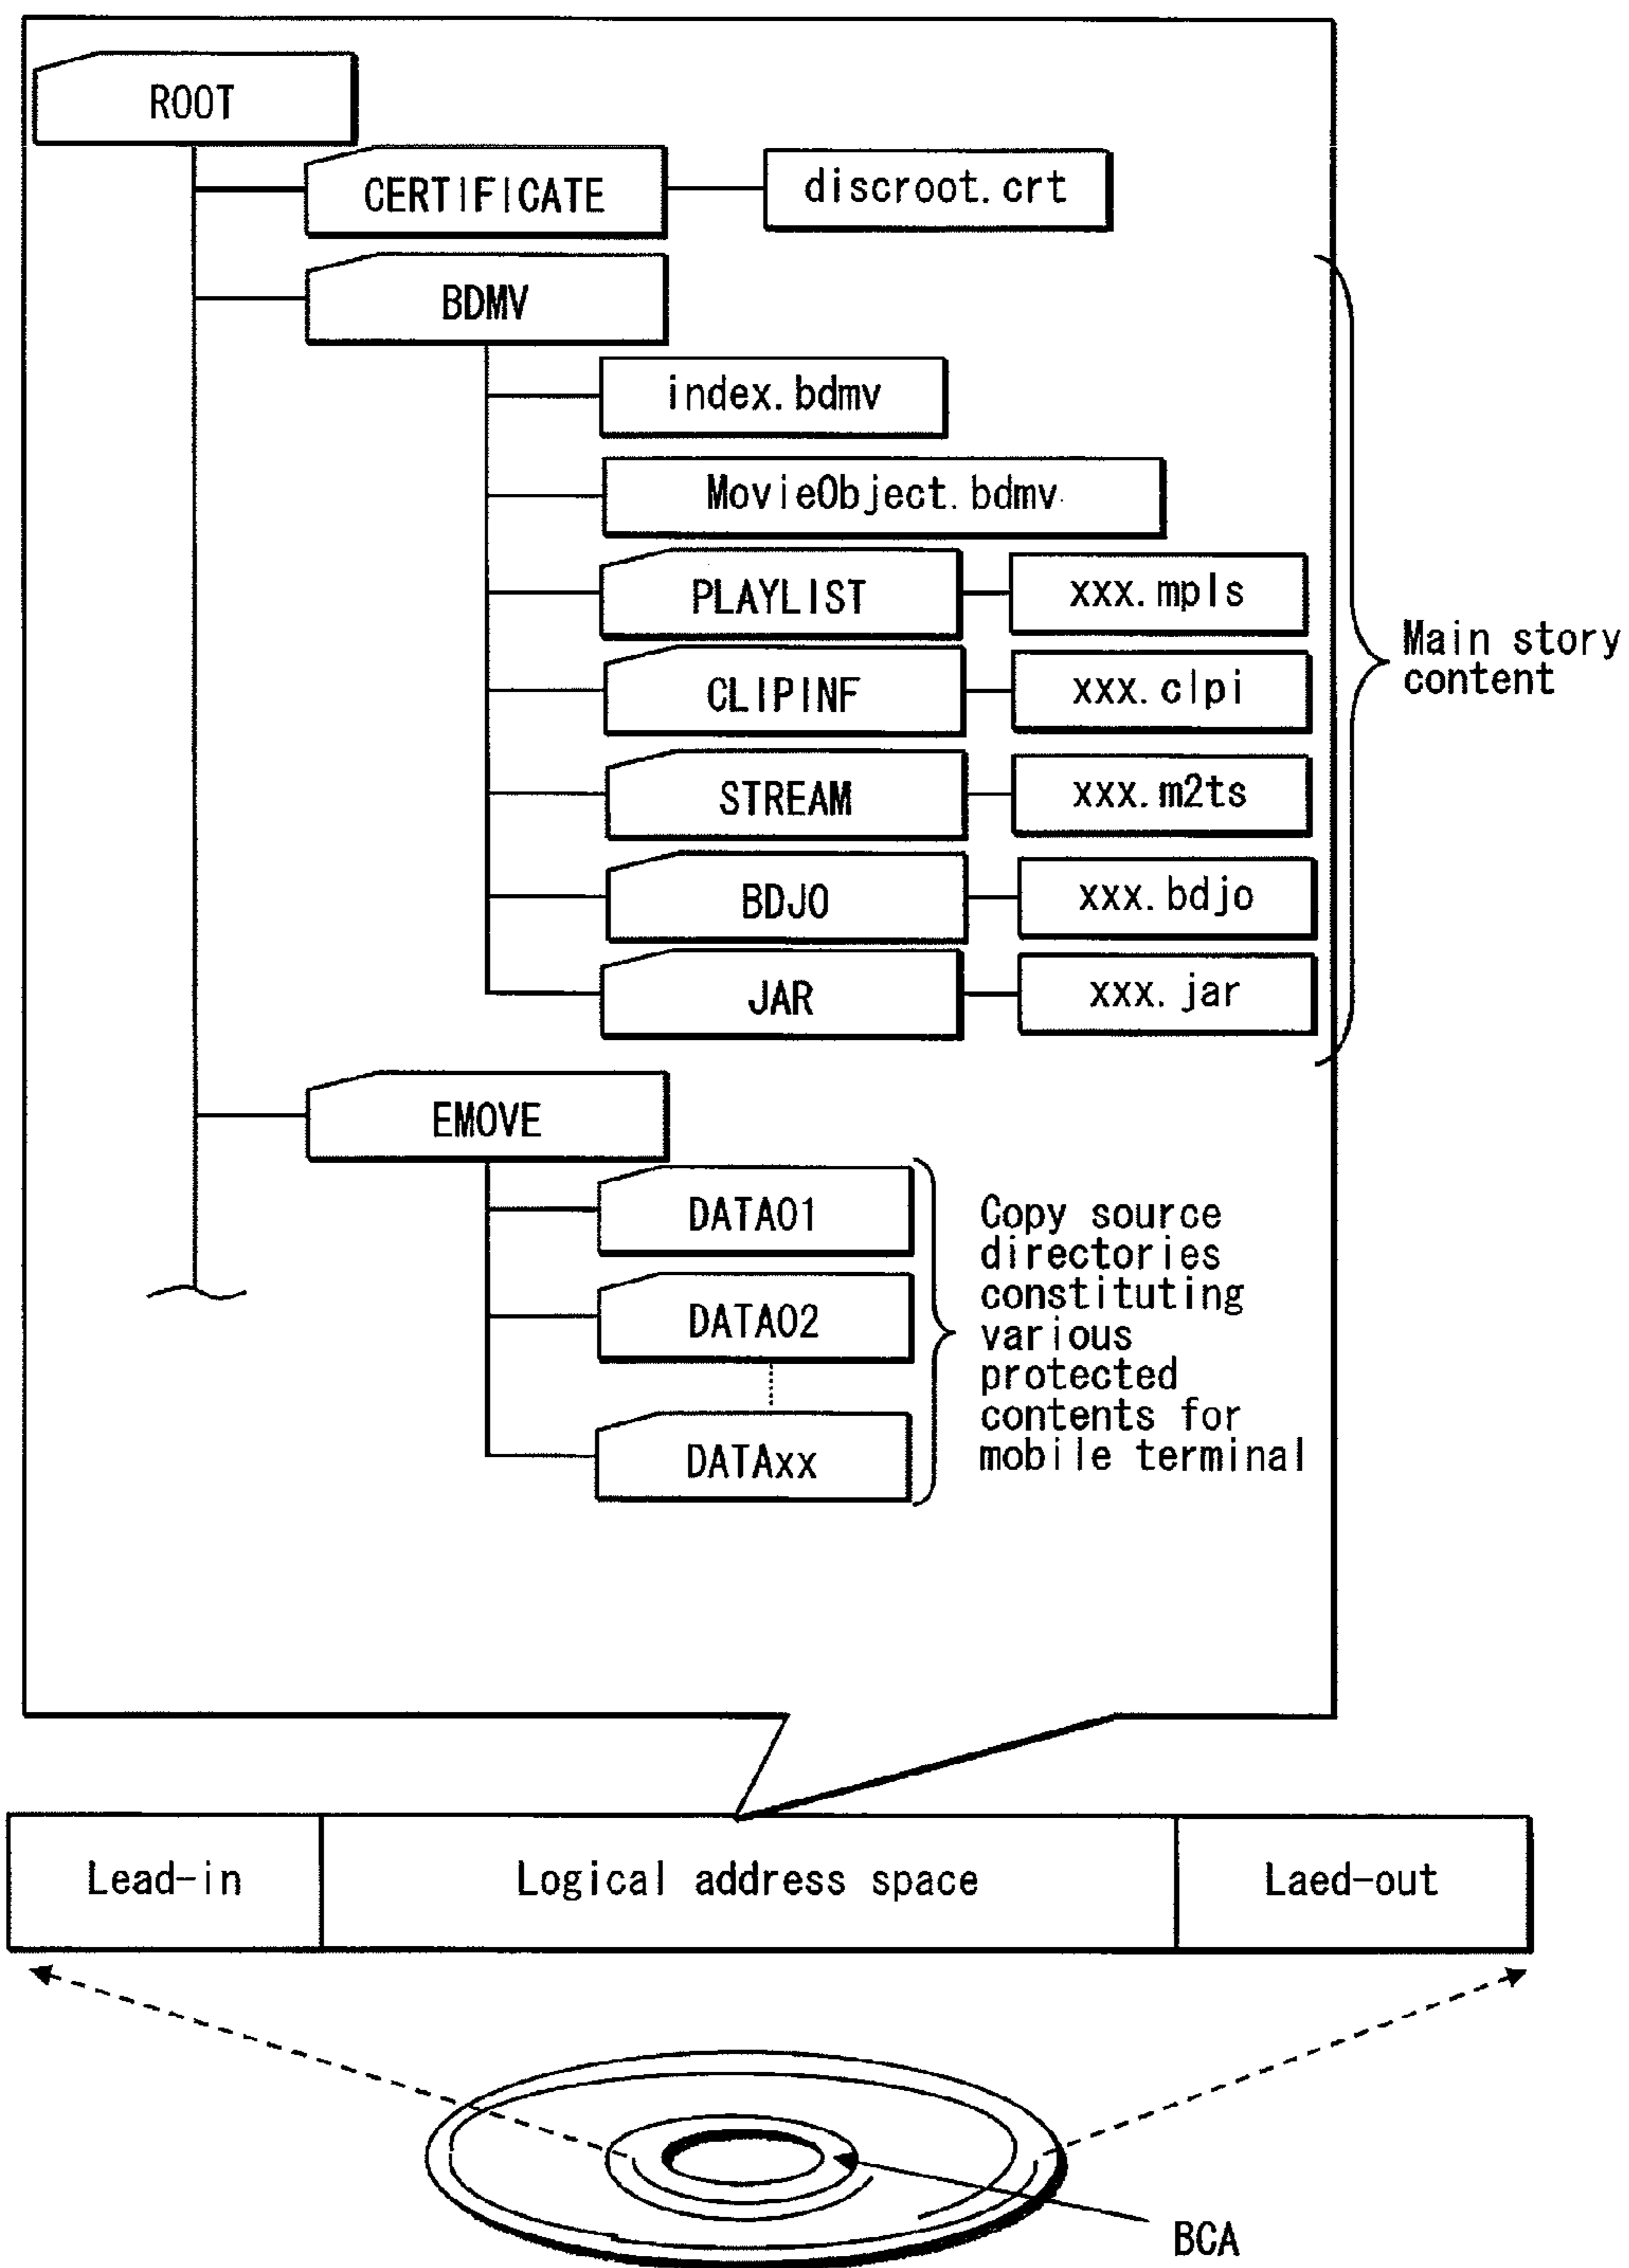 ROOT
CERTIFICATE
discroot.crt
BDMV
index.bdmv
MovieObject.bdmv
PLAYLIST
xxx.mpls
CLIPINF
xxx.clpi
STREAM
xxx.m2ts
BDJO
xxx.bdjo
JAR
xxx.jar
Main story
content
EMOVE
DATA01
DATA02
DATAxx
Copy source
directories
constituting
various
protected
contents for
mobile terminal
Lead-in
Logical address space
Laed-out
BCA